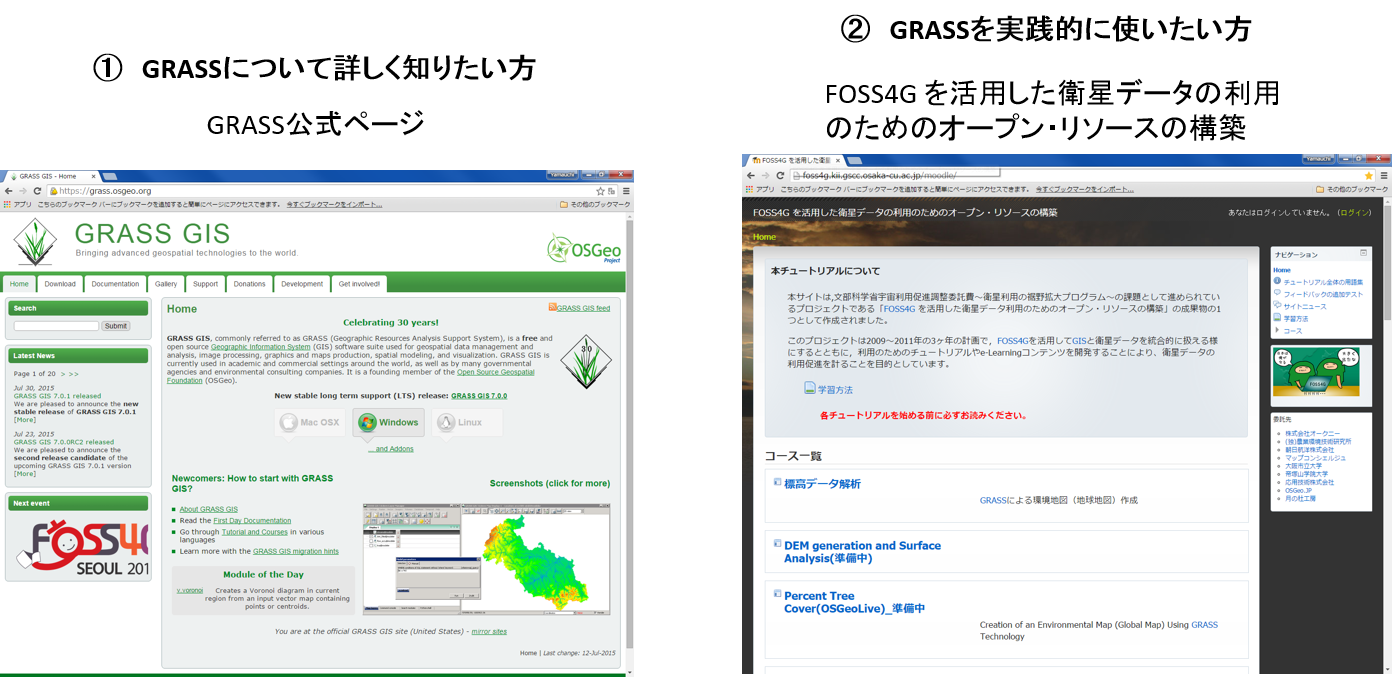 ① GRASSについて詳しく知りたい方
GRASS公式ページ
GRASS GIS - Home
Yamauchi
https://grass.osgeo.org
アプリ こちらのブックマーク バーにブックマークを追加すると簡単にページにアクセスできます。 今すぐブックマークをインポート...
その他のブックマーク
GRASS GIS
Bringing advanced geospatial technologies to the world.
OSGeo
Project
Home Download Documentation Gallery Support Donations Development Get involved!
Search
Submit
Latest News
Page 1 of 20 > >>
Jul 30, 2015
GRASS GIS 7.0.1 released
We are pleased to announce the new
stable release of GRASS GIS 7.0.1
[More]
Jul 23, 2015
GRASS GIS 7.0.0RC2 released
We are pleased to announce the
second release candidate of the
upcoming GRASS GIS 7.0.1 version
[More]
Next event
FOSS4G
SEOUL 201
Home
GRASS GIS feed
Celebrating 30 years!
GRASS GIS, commonly referred to as GRASS (Geographic Resources Analysis Support System), is a free and
open source Geographic Information System (GIS) software suite used for geospatial data management and
analysis, image processing, graphics and maps production, spatial modeling, and visualization. GRASS GIS is
currently used in academic and commercial settings around the world, as well as by many governmental
agencies and environmental consulting companies. It is a founding member of the Open Source Geospatial
Foundation (OSGeo).
30
New stable long term support (LTS) release: GRASS GIS 7.0.0
Mac OSX Windows Linux
... and Addons
Newcomers: How to start with GRASS
GIS?
About GRASS GIS
Read the First Day Documentation
Go through Tutorial and Courses in various
languages
Learn more with the GRASS GIS migration hints
Module of the Day
v.voronoi Creates a Voronoi diagram in current
region from an input vector map containing
points or centroids.
Screenshots (click for more)
You are at the official GRASS GIS site (United States) - mirror sites
Home | Last change: 12-Jul-2015
② GRASSを実践的に使いたい方
FOSS4G を活用した衛星データの利用
のためのオープン・リソースの構築
FOSS4G を活用した衛星
Yamauchi
foss4g.kii.gscc.osaka-cu.ac.jp/moodle/
アプリ こちらのブックマーク バーにブックマークを追加すると簡単にページにアクセスできます。 今すぐブックマークをインポート...
その他のブックマーク
FOSS4G を活用した衛星データの利用のためのオープン・リソースの構築
あなたはログインしていません。 (ログイン)
Home
本チュートリアルについて
本サイトは,文部科学省宇宙利用促進調整委託費～衛星利用の裾野拡大プログラム～の課題として進められてい
るプロジェクトである「FOSS4G を活用した衛星データ利用のためのオープン・リソースの構築」の成果物の1
つとして作成されました。
このプロジェクトは2009～2011年の3ヶ年の計画で，FOSS4Gを活用してGISと衛星データを統合的に扱える様
にするとともに，利用のためのチュートリアルやe-Learningコンテンツを開発することにより、衛星データの
利用促進を計ることを目的としています。
学習方法
各チュートリアルを始める前に必ずお読みください。
コース一覧
標高データ解析
GRASSによる環境地図（地球地図）作成
DEM generation and Surface
Analysis(準備中)
Percent Tree
Cover(OSGeoLive)_準備中
Creation of an Environmental Map (Global Map) Using GRASS
Technology
ナビゲーション
Home
チュートリアル全体の用語集
フィードバックの追加テスト
サイトニュース
学習方法
コース
FOSS4G
委託先
株式会社オークニー
(独)農業環境技術研究所
朝日航洋株式会社
マップコンシェルジュ
大阪市立大学
帝塚山学院大学
応用技術株式会社
OSGeo.JP
月の杜工房